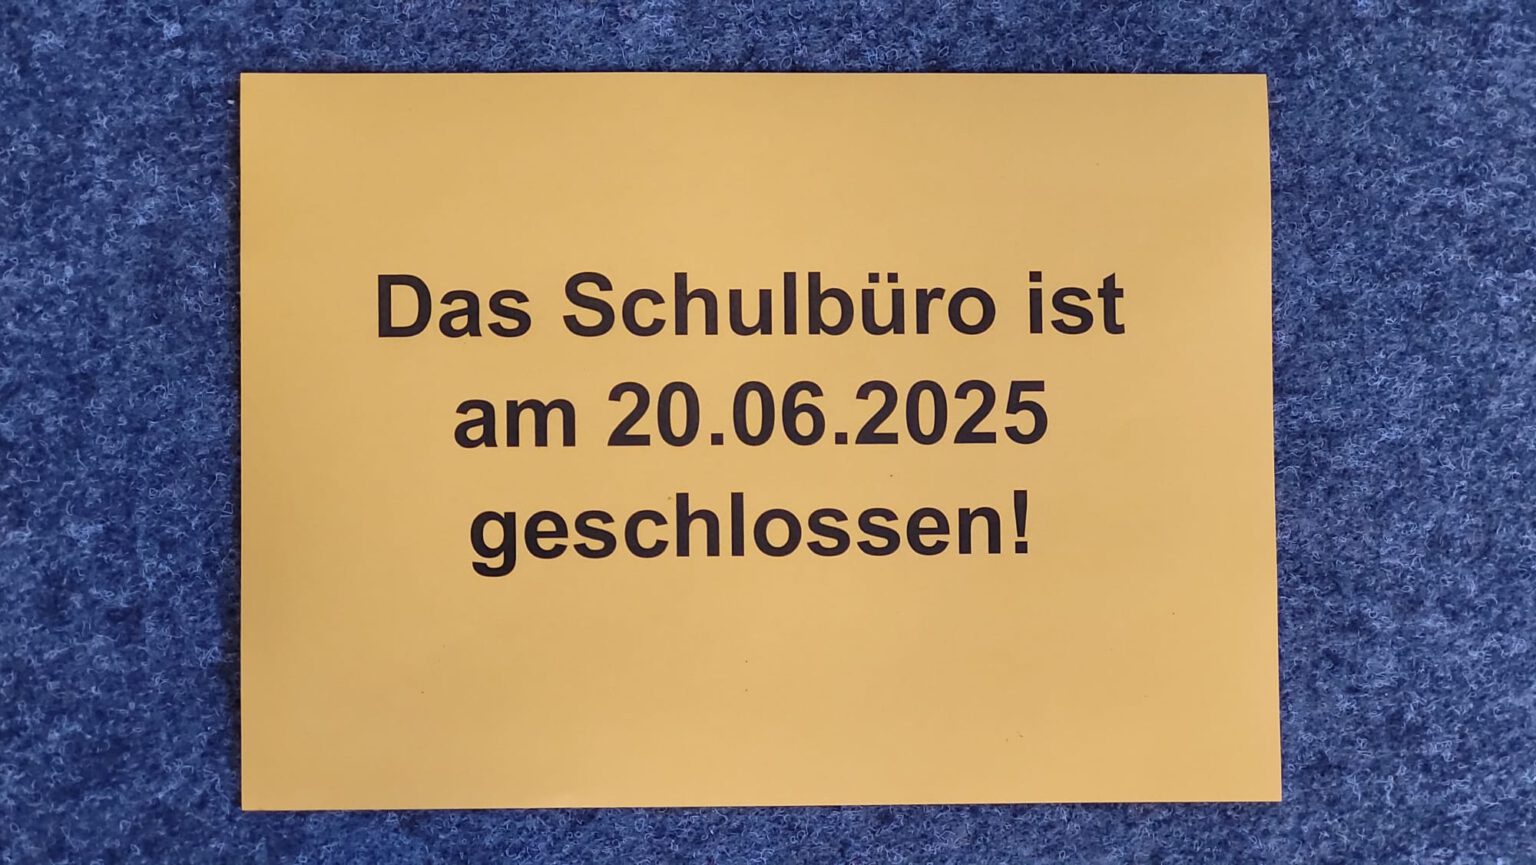 Das Schulbüro ist
am 20.06.2025
geschlossen!